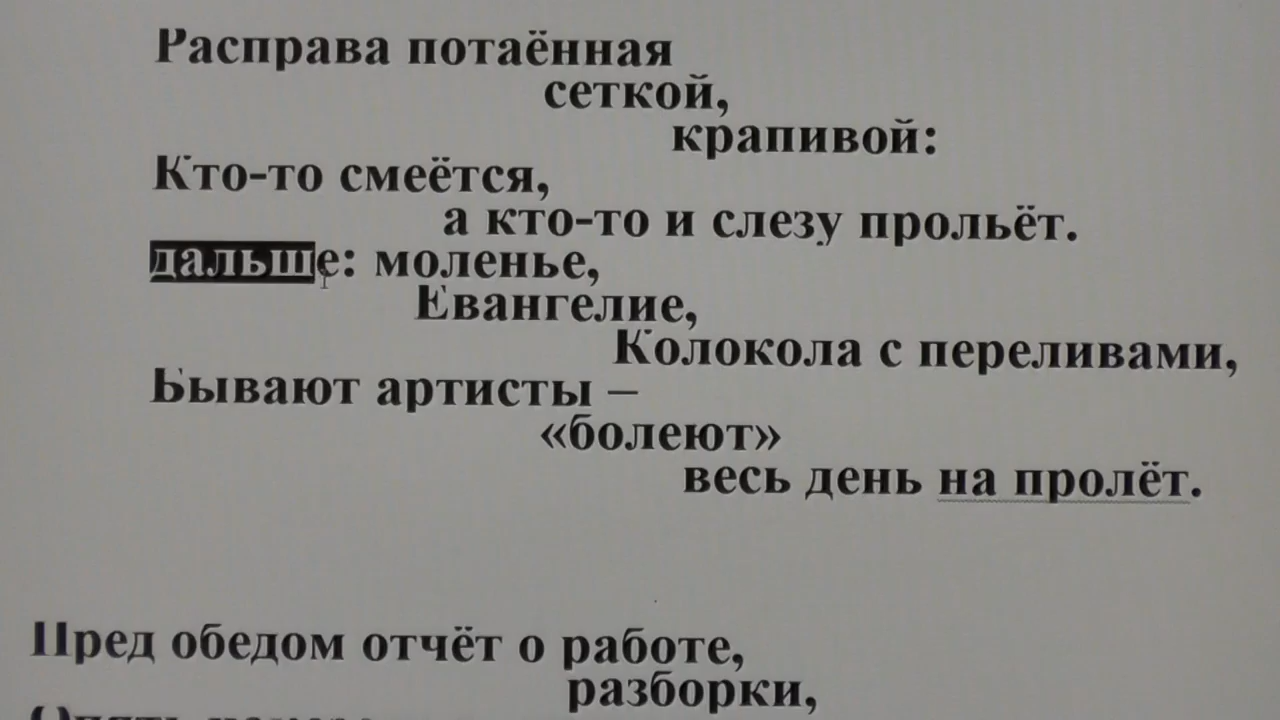 Расправа потаённая
сеткой,
крапивой:
Кто-то смеётся,
а кто-то и слезу прольёт.
дальше: моленье,
Евангелие,
Колокола с переливами,
Бывают артисты –
«болеют»
весь день на пролёт.
Пред обедом отчёт о работе,
разборки,